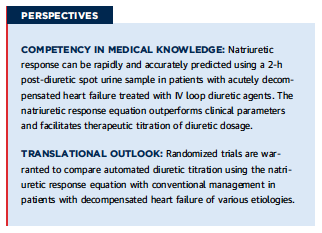 PERSPECTIVES
COMPETENCY IN MEDICAL KNOWLEDGE: Natriuretic
response can be rapidly and accurately predicted using a 2-h
post-diuretic spot urine sample in patients with acutely decom-
pensated heart failure treated with IV loop diuretic agents. The
natriuretic response equation outperforms clinical parameters
and facilitates therapeutic titration of diuretic dosage.
TRANSLATIONAL OUTLOOK: Randomized trials are war-
ranted to compare automated diuretic titration using the natri-
uretic response equation with conventional management in
patients with decompensated heart failure of various etiologies.